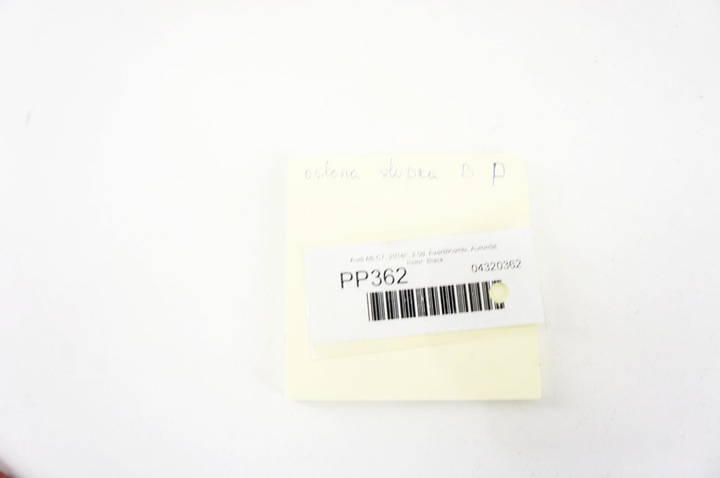 osłona słupka B P
Audi A6 C7, 2014r, 2.0d, Avant/Kombi, Automat
Kolor: Black
PP362
04320362